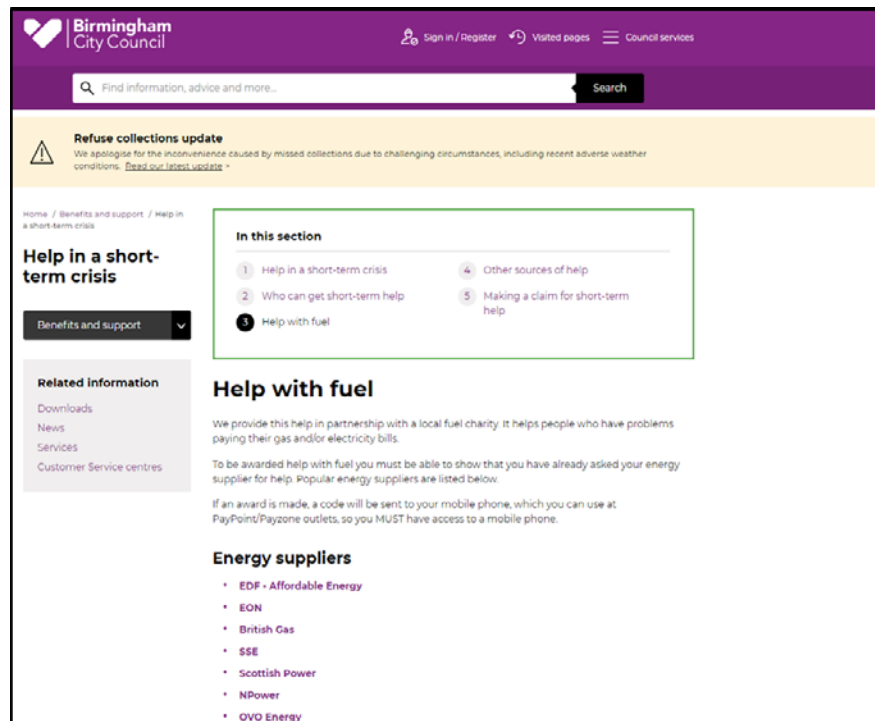 Birmingham
City Council
Sign in / Register
Visited pages
Council services
Find information, advice and more...
Search
Refuse collections update
We apologise for the inconvenience caused by missed collections due to challenging circumstances, including recent adverse weather
conditions. Read our latest update >
Home / Benefits and support / Help in
a short-term crisis
Help in a short-
term crisis
Benefits and support
Related information
Downloads
News
Services
Customer Service centres
In this section
1 Help in a short-term crisis
2 Who can get short-term help
3 Help with fuel
4 Other sources of help
5 Making a claim for short-term
help
Help with fuel
We provide this help in partnership with a local fuel charity. It helps people who have problems
paying their gas and/or electricity bills.
To be awarded help with fuel you must be able to show that you have already asked your energy
supplier for help. Popular energy suppliers are listed below.
If an award is made, a code will be sent to your mobile phone, which you can use at
PayPoint/Payzone outlets, so you MUST have access to a mobile phone.
Energy suppliers
• EDF - Affordable Energy
• EON
• British Gas
• SSE
• Scottish Power
• NPower
• OVO Energy